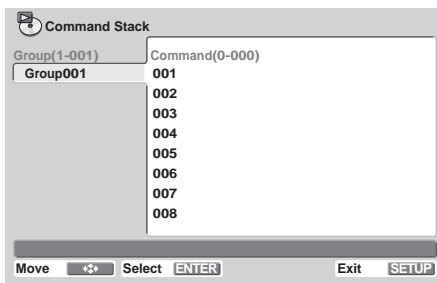 Command Stack
Group(1-001)
Group001
Command(0-000)
001
002
003
004
005
006
007
008
Move Select ENTER Exit SETUP